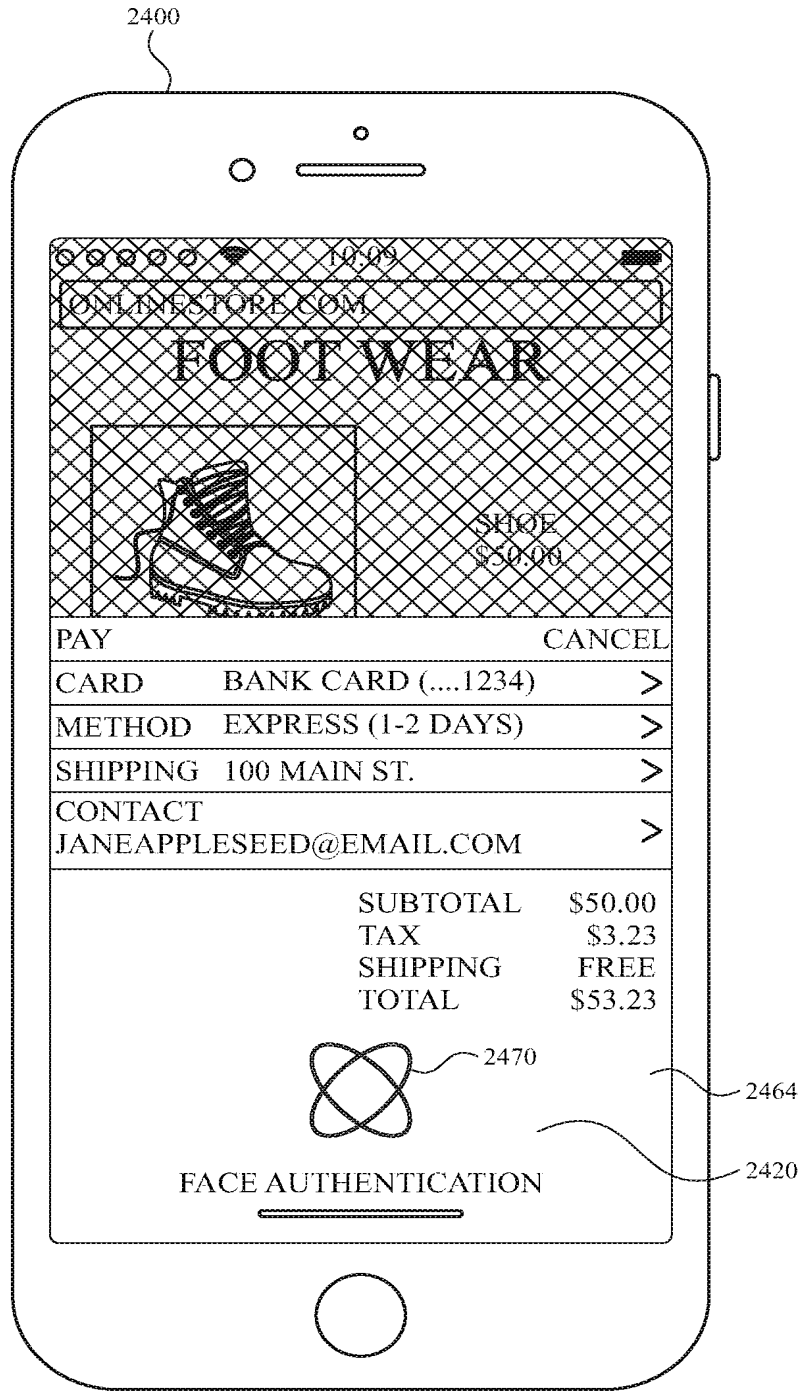 2400
10:09
ONLINESTORE.COM
FOOT WEAR
SHOE
$50.00
PAY CANCEL
CARD BANK CARD (....1234) >
METHOD EXPRESS (1-2 DAYS) >
SHIPPING 100 MAIN ST. >
CONTACT
JANEAPPLESEED@EMAIL.COM >
SUBTOTAL $50.00
TAX $3.23
SHIPPING FREE
TOTAL $53.23
2470
2464
2420
FACE AUTHENTICATION